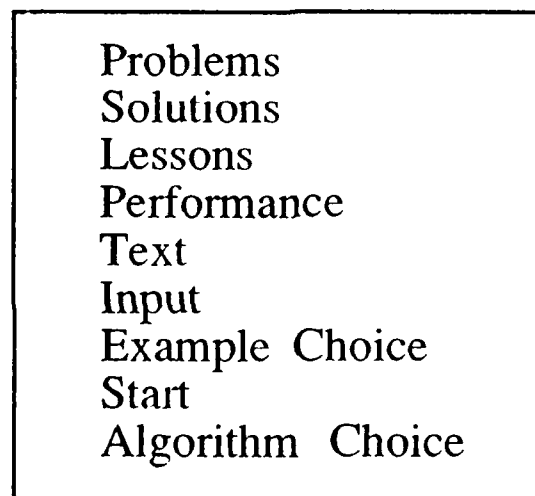 Problems
Solutions
Lessons
Performance
Text
Input
Example Choice
Start
Algorithm Choice